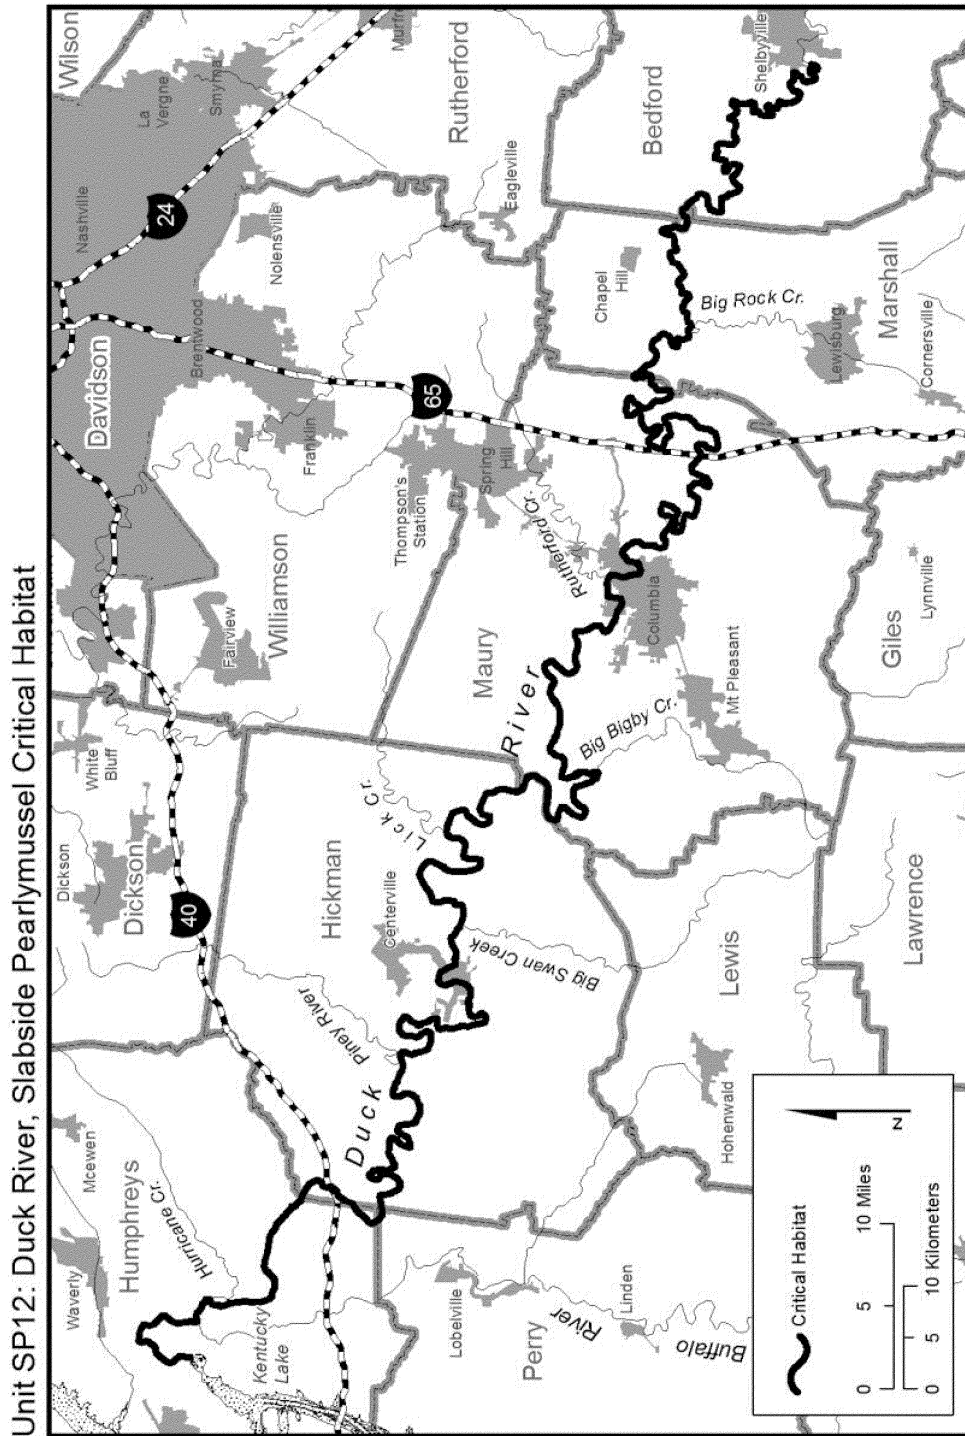 Unit SP12: Duck River, Slabside Pearlymussel Critical Habitat
Waverly
Mcewen
Humphreys
Hurricane Cr.
Kentucky
Lake
Dickson
Dickson
White
Bluff
40
Davidson
Nashville
La
Vergne
Smyrna
Wilson
24
Brentwood
Nolensville
Franklin
Fairview
Williamson
Murfre
Rutherford
Eagleville
65
Thompson's
Station
Spring
Hill
Rutherford Cr.
Hickman
Centerville
Lick Cr.
Piney River
Duck
River
Big Swan Creek
Maury
Columbia
Big Bigby Cr.
Mt Pleasant
Chapel
Hill
Big Rock Cr.
Bedford
Shelbyville
Marshall
Lewisburg
Cornersville
Giles
Lynnville
Lawrence
Lewis
Hohenwald
Lobelville
Perry
Linden
Buffalo
River
Critical Habitat
0 5 10 Miles
0 5 10 Kilometers
N